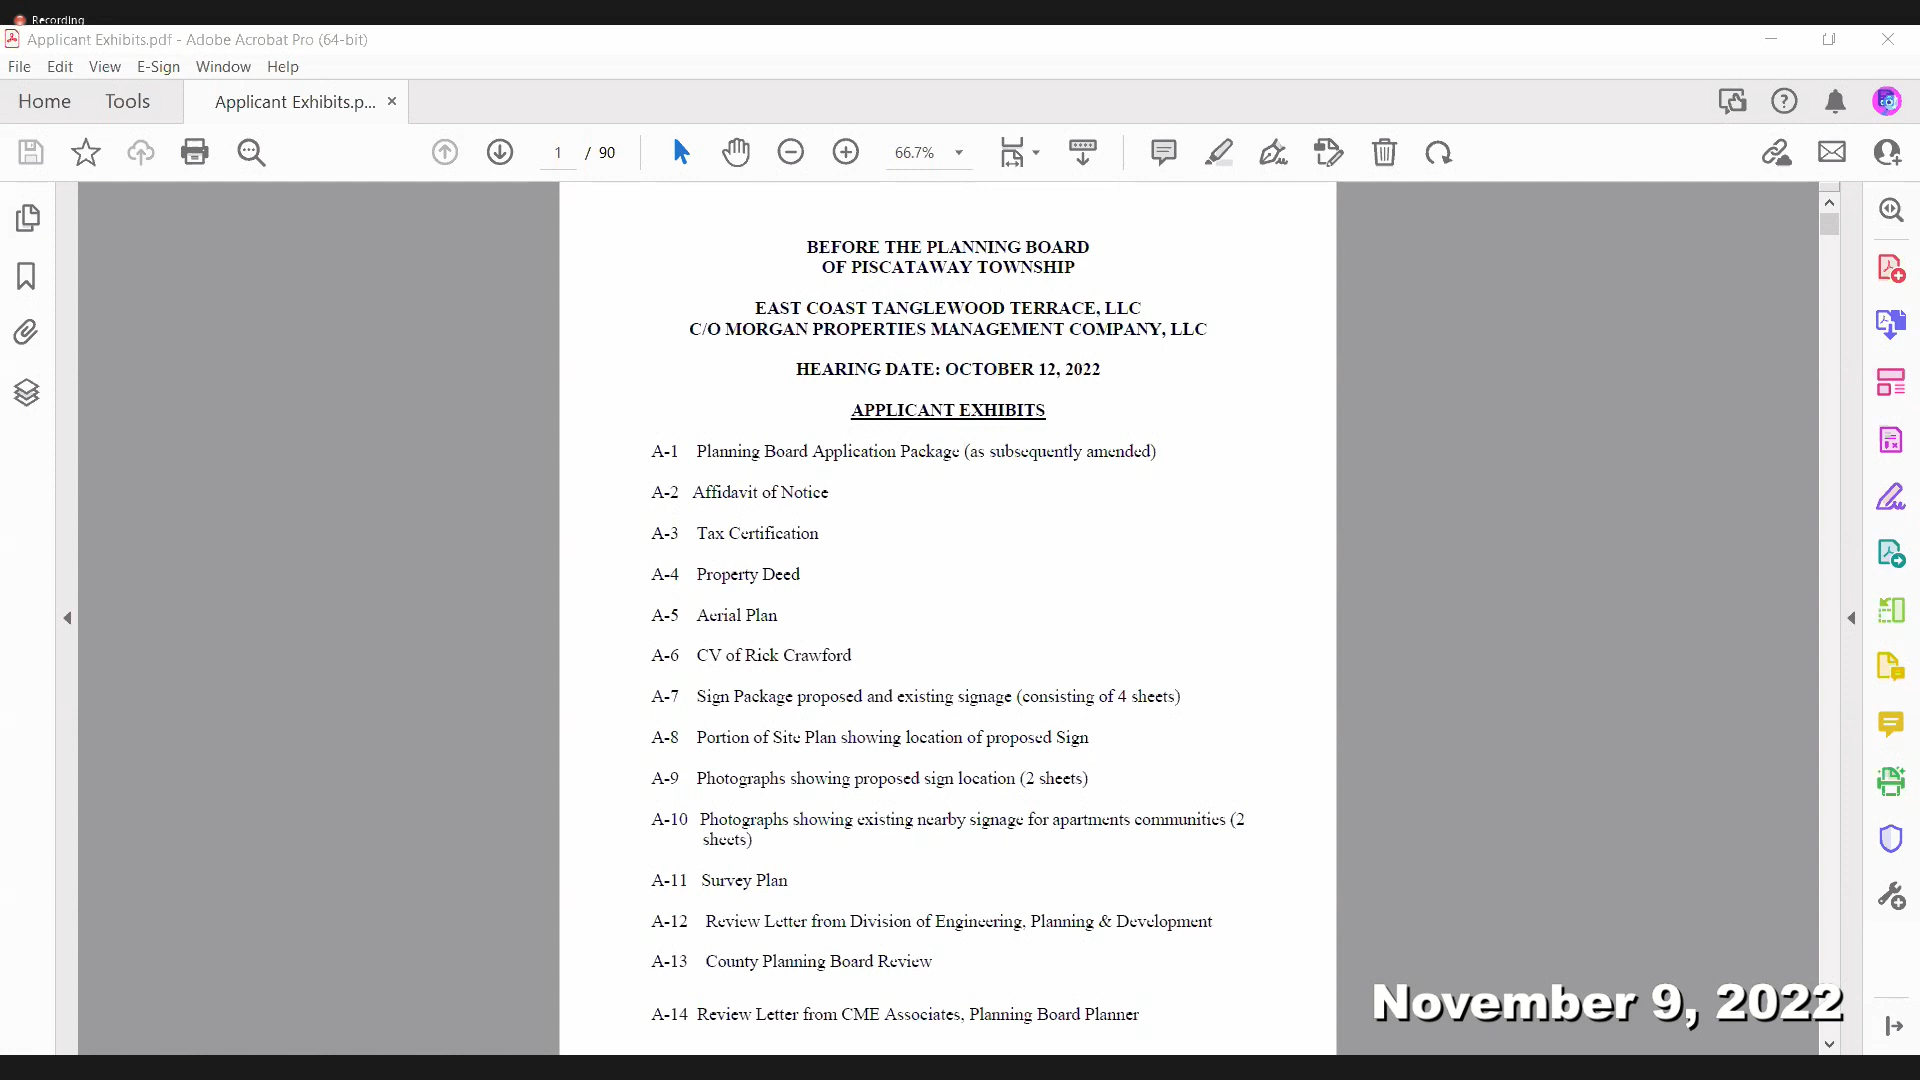 Recording
Applicant Exhibits.pdf - Adobe Acrobat Pro (64-bit)
File Edit View E-Sign Window Help
Home Tools Applicant Exhibits.p... ×
1 / 90 66.7%
BEFORE THE PLANNING BOARD
OF PISCATAWAY TOWNSHIP
EAST COAST TANGLEWOOD TERRACE, LLC
C/O MORGAN PROPERTIES MANAGEMENT COMPANY, LLC
HEARING DATE: OCTOBER 12, 2022
APPLICANT EXHIBITS
A-1 Planning Board Application Package (as subsequently amended)
A-2 Affidavit of Notice
A-3 Tax Certification
A-4 Property Deed
A-5 Aerial Plan
A-6 CV of Rick Crawford
A-7 Sign Package proposed and existing signage (consisting of 4 sheets)
A-8 Portion of Site Plan showing location of proposed Sign
A-9 Photographs showing proposed sign location (2 sheets)
A-10 Photographs showing existing nearby signage for apartments communities (2
sheets)
A-11 Survey Plan
A-12 Review Letter from Division of Engineering, Planning & Development
A-13 County Planning Board Review
A-14 Review Letter from CME Associates, Planning Board Planner
November 9, 2022